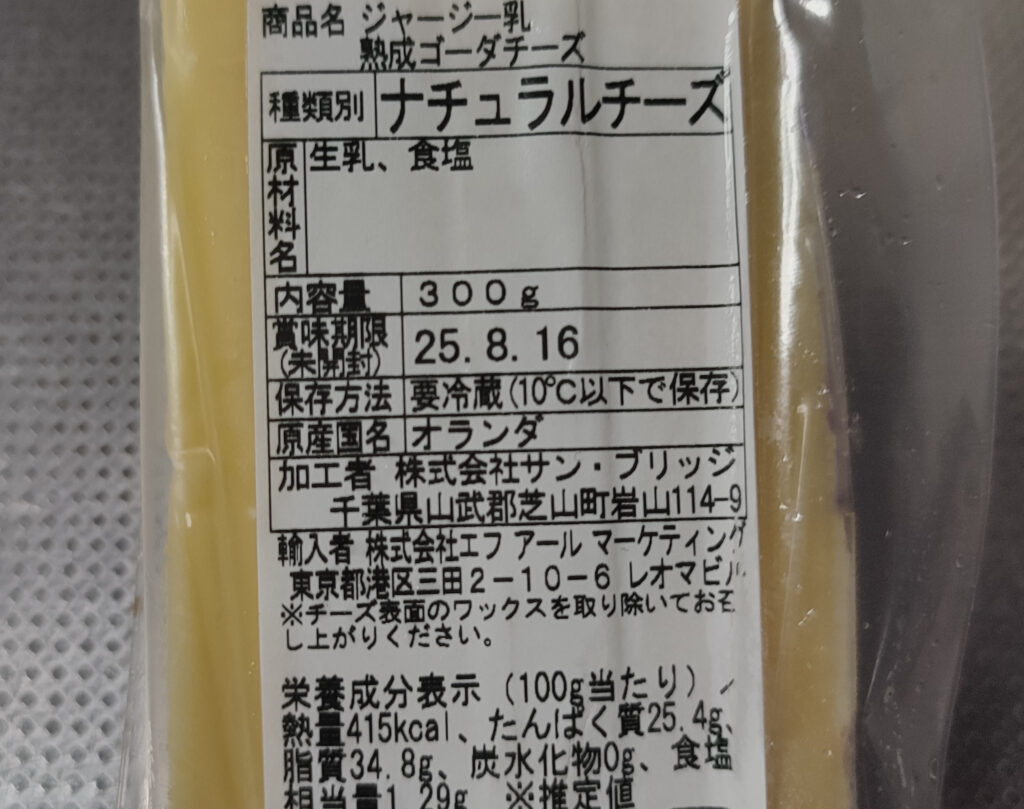 商品名 ジャージー乳
熟成ゴーダチーズ
種類別 ナチュラルチーズ
原材料名 生乳、食塩
内容量 300g
賞味期限 25.8.16
(未開封)
保存方法 要冷蔵(10℃以下で保存)
原産国名 オランダ
加工者 株式会社サン・ブリッジ
千葉県山武郡芝山町岩山114-9
輸入者 株式会社エフ アール マーケティング
東京都港区三田2-10-6 レオマビル
※チーズ表面のワックスを取り除いてお召
し上がりください。
栄養成分表示(100g当たり)
熱量415kcal、たんぱく質25.4g、
脂質34.8g、炭水化物0g、食塩
相当量1.29g ※推定値